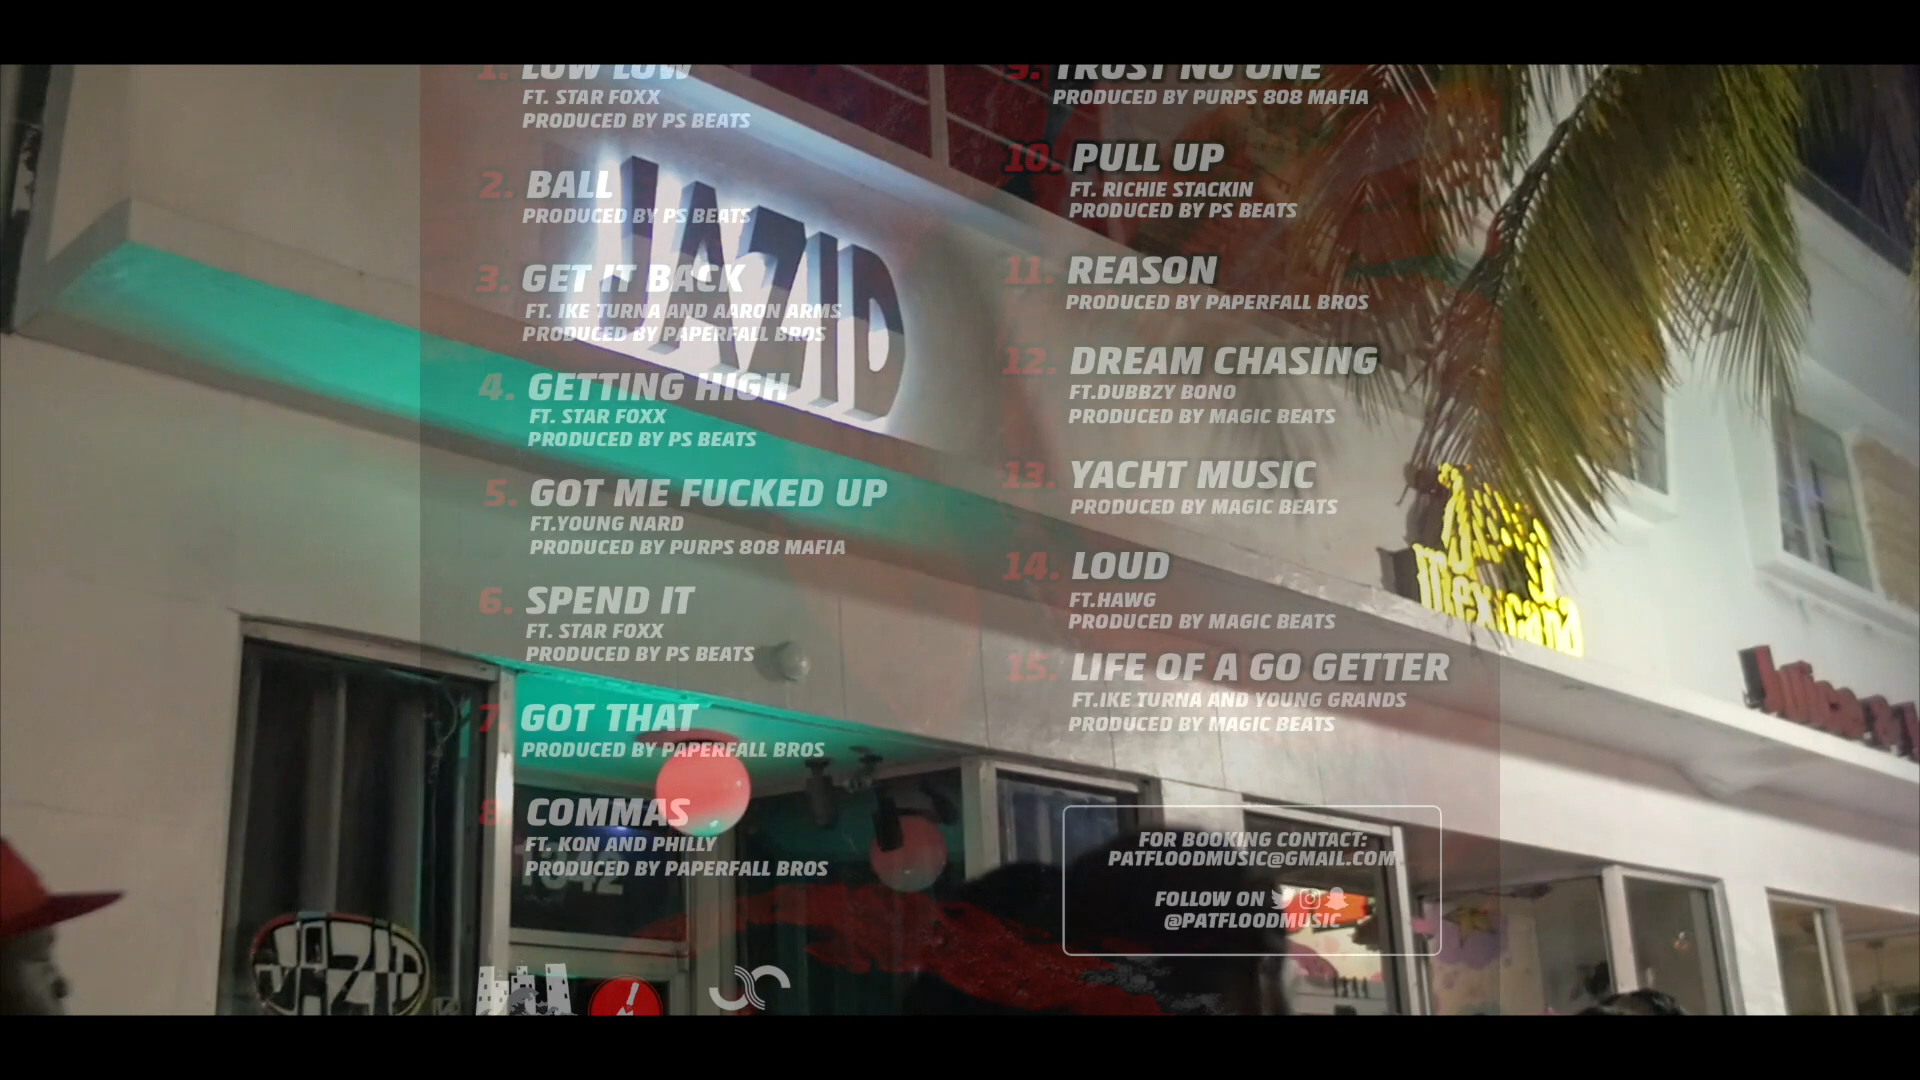 1. LOW LOW
FT. STAR FOXX
PRODUCED BY PS BEATS
2. BALL
PRODUCED BY PS BEATS
3. GET IT BACK
FT. IKE TURNA AND AARON ARMS
PRODUCED BY PAPERFALL BROS
4. GETTING HIGH
FT. STAR FOXX
PRODUCED BY PS BEATS
5. GOT ME FUCKED UP
FT.YOUNG NARD
PRODUCED BY PURPS 808 MAFIA
6. SPEND IT
FT. STAR FOXX
PRODUCED BY PS BEATS
7. GOT THAT
PRODUCED BY PAPERFALL BROS
8. COMMAS
FT. KON AND PHILLY
PRODUCED BY PAPERFALL BROS
9. TRUST NO ONE
PRODUCED BY PURPS 808 MAFIA
10. PULL UP
FT. RICHIE STACKIN
PRODUCED BY PS BEATS
11. REASON
PRODUCED BY PAPERFALL BROS
12. DREAM CHASING
FT.DUBBZY BONO
PRODUCED BY MAGIC BEATS
13. YACHT MUSIC
PRODUCED BY MAGIC BEATS
14. LOUD
FT.HAWG
PRODUCED BY MAGIC BEATS
15. LIFE OF A GO GETTER
FT.IKE TURNA AND YOUNG GRANDS
PRODUCED BY MAGIC BEATS
FOR BOOKING CONTACT:
PATFLOODMUSIC@GMAIL.COM
FOLLOW ON
@PATFLOODMUSIC
JAZID
mexicano
1342
JAZID
1344